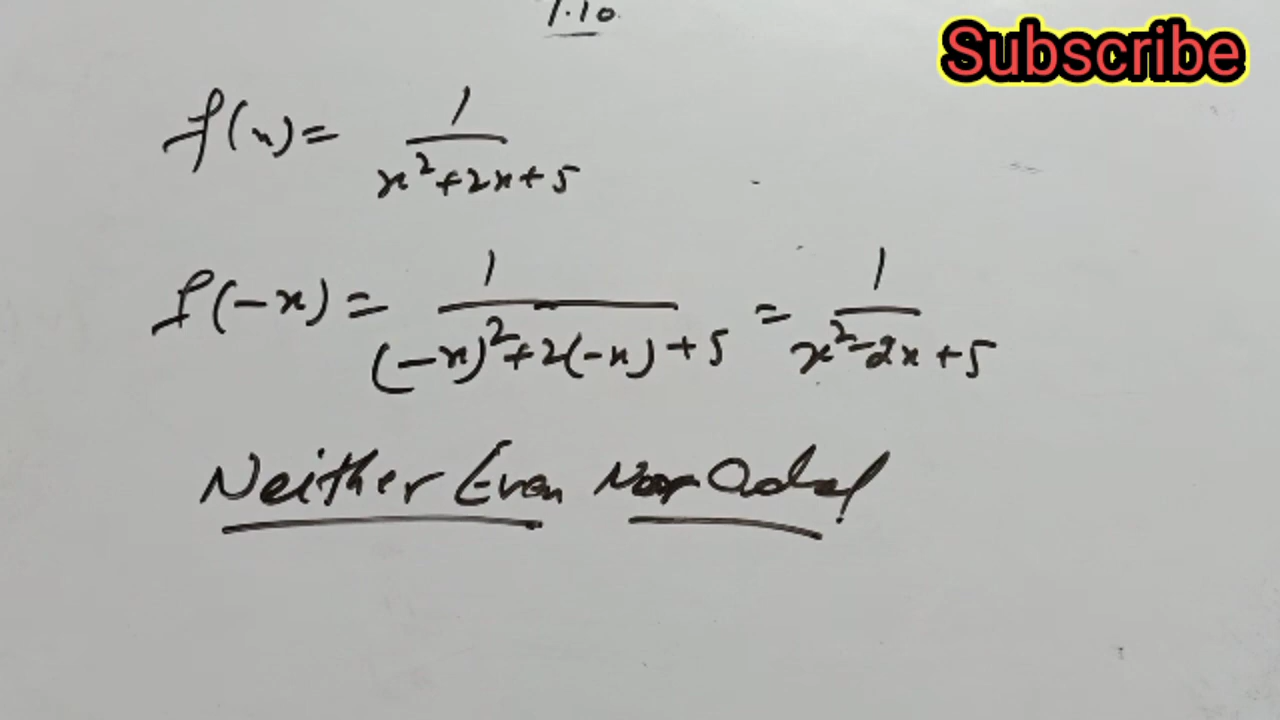 1.10
Subscribe
f(x) = 1 / x² + 2x + 5
f(-x) = 1 / (-x)² + 2(-x) + 5 = 1 / x² - 2x + 5
Neither Even Nor Odd!